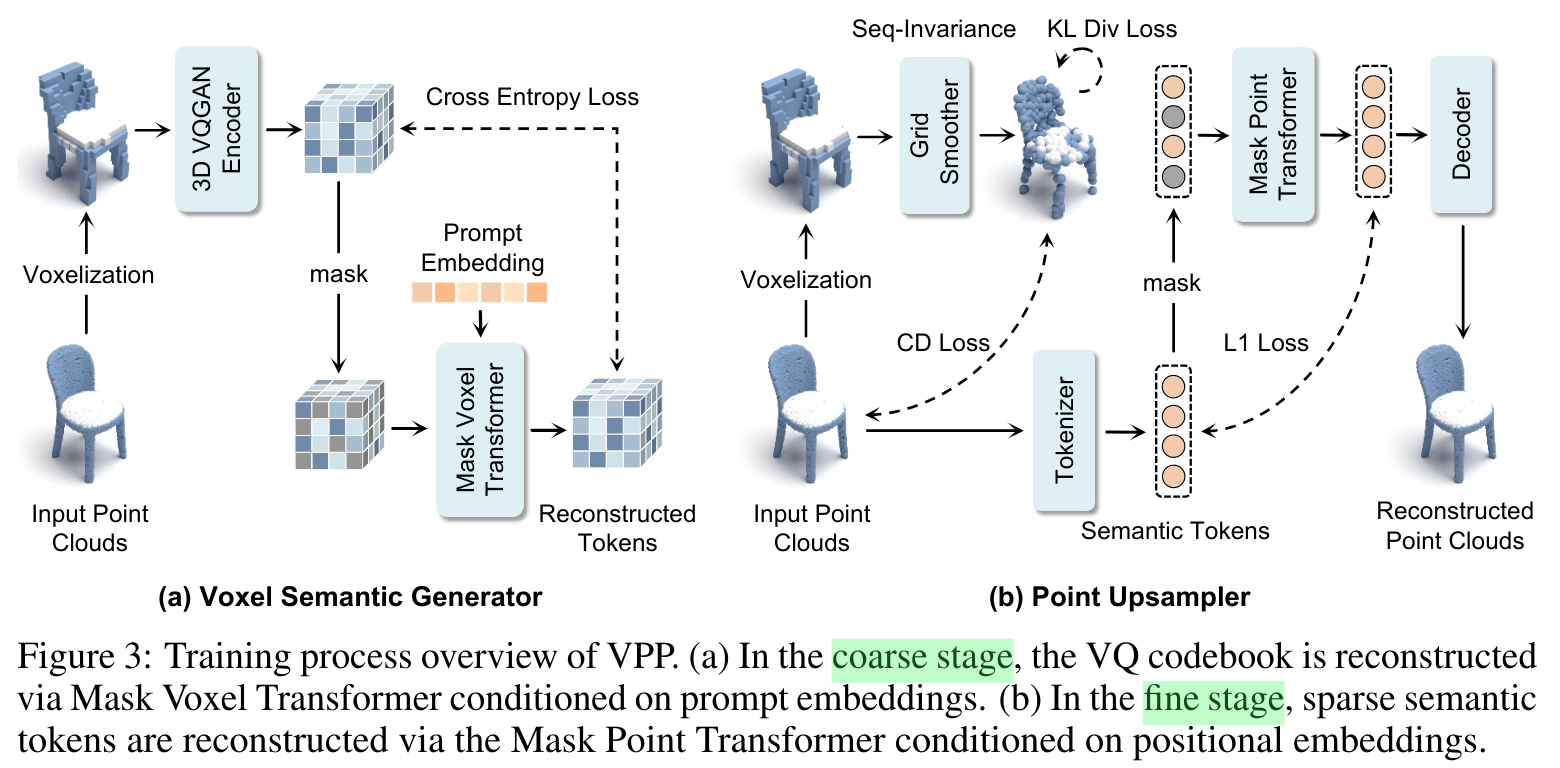 3D VQGAN
Encoder
Cross Entropy Loss
Voxelization
mask
Prompt
Embedding
Mask Voxel
Transformer
Input Point
Clouds
Reconstructed
Tokens
(a) Voxel Semantic Generator
Seq-Invariance
KL Div Loss
Grid
Smoother
Mask Point
Transformer
Decoder
Voxelization
mask
CD Loss
L1 Loss
Tokenizer
Input Point
Clouds
Semantic Tokens
Reconstructed
Point Clouds
(b) Point Upsampler
Figure 3: Training process overview of VPP. (a) In the coarse stage, the VQ codebook is reconstructed
via Mask Voxel Transformer conditioned on prompt embeddings. (b) In the fine stage, sparse semantic
tokens are reconstructed via the Mask Point Transformer conditioned on positional embeddings.